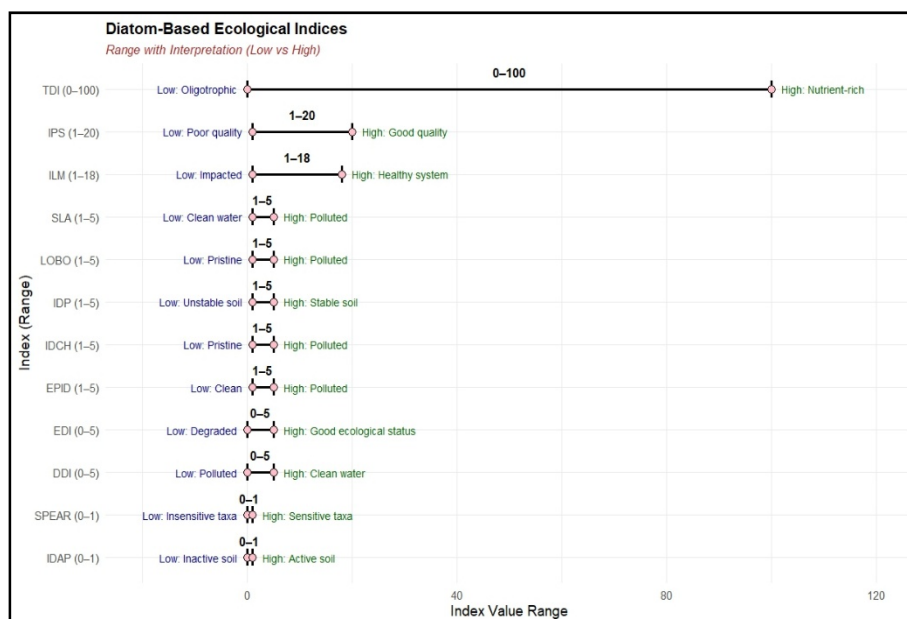 Diatom-Based Ecological Indices
Range with Interpretation (Low vs High)
0–100
TDI (0–100) Low: Oligotrophic High: Nutrient-rich
1–20
IPS (1–20) Low: Poor quality High: Good quality
1–18
ILM (1–18) Low: Impacted High: Healthy system
1–5
SLA (1–5) Low: Clean water High: Polluted
1–5
LOBO (1–5) Low: Pristine High: Polluted
1–5
IDP (1–5) Low: Unstable soil High: Stable soil
1–5
IDCH (1–5) Low: Pristine High: Polluted
1–5
EPID (1–5) Low: Clean High: Polluted
0–5
EDI (0–5) Low: Degraded High: Good ecological status
0–5
DDI (0–5) Low: Polluted High: Clean water
0–1
SPEAR (0–1) Low: Insensitive taxa High: Sensitive taxa
0–1
IDAP (0–1) Low: Inactive soil High: Active soil
0 40 80 120
Index Value Range
Index (Range)